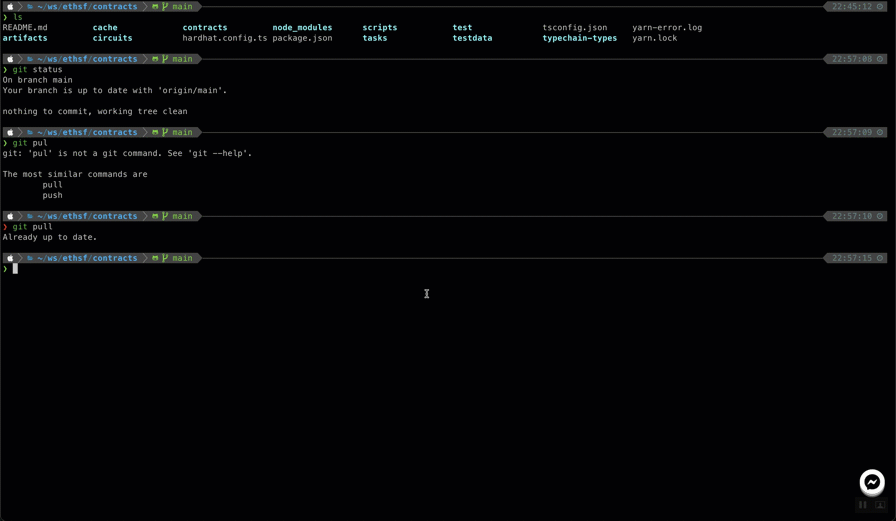 ~/ws/ethsf/contracts main 22:45:12
❯ ls
README.md cache contracts node_modules scripts test tsconfig.json yarn-error.log
artifacts circuits hardhat.config.ts package.json tasks testdata typechain-types yarn.lock
~/ws/ethsf/contracts main 22:57:08
❯ git status
On branch main
Your branch is up to date with 'origin/main'.
nothing to commit, working tree clean
~/ws/ethsf/contracts main 22:57:09
❯ git pul
git: 'pul' is not a git command. See 'git --help'.
The most similar commands are
pull
push
~/ws/ethsf/contracts main 22:57:10
❯ git pull
Already up to date.
~/ws/ethsf/contracts main 22:57:15
❯